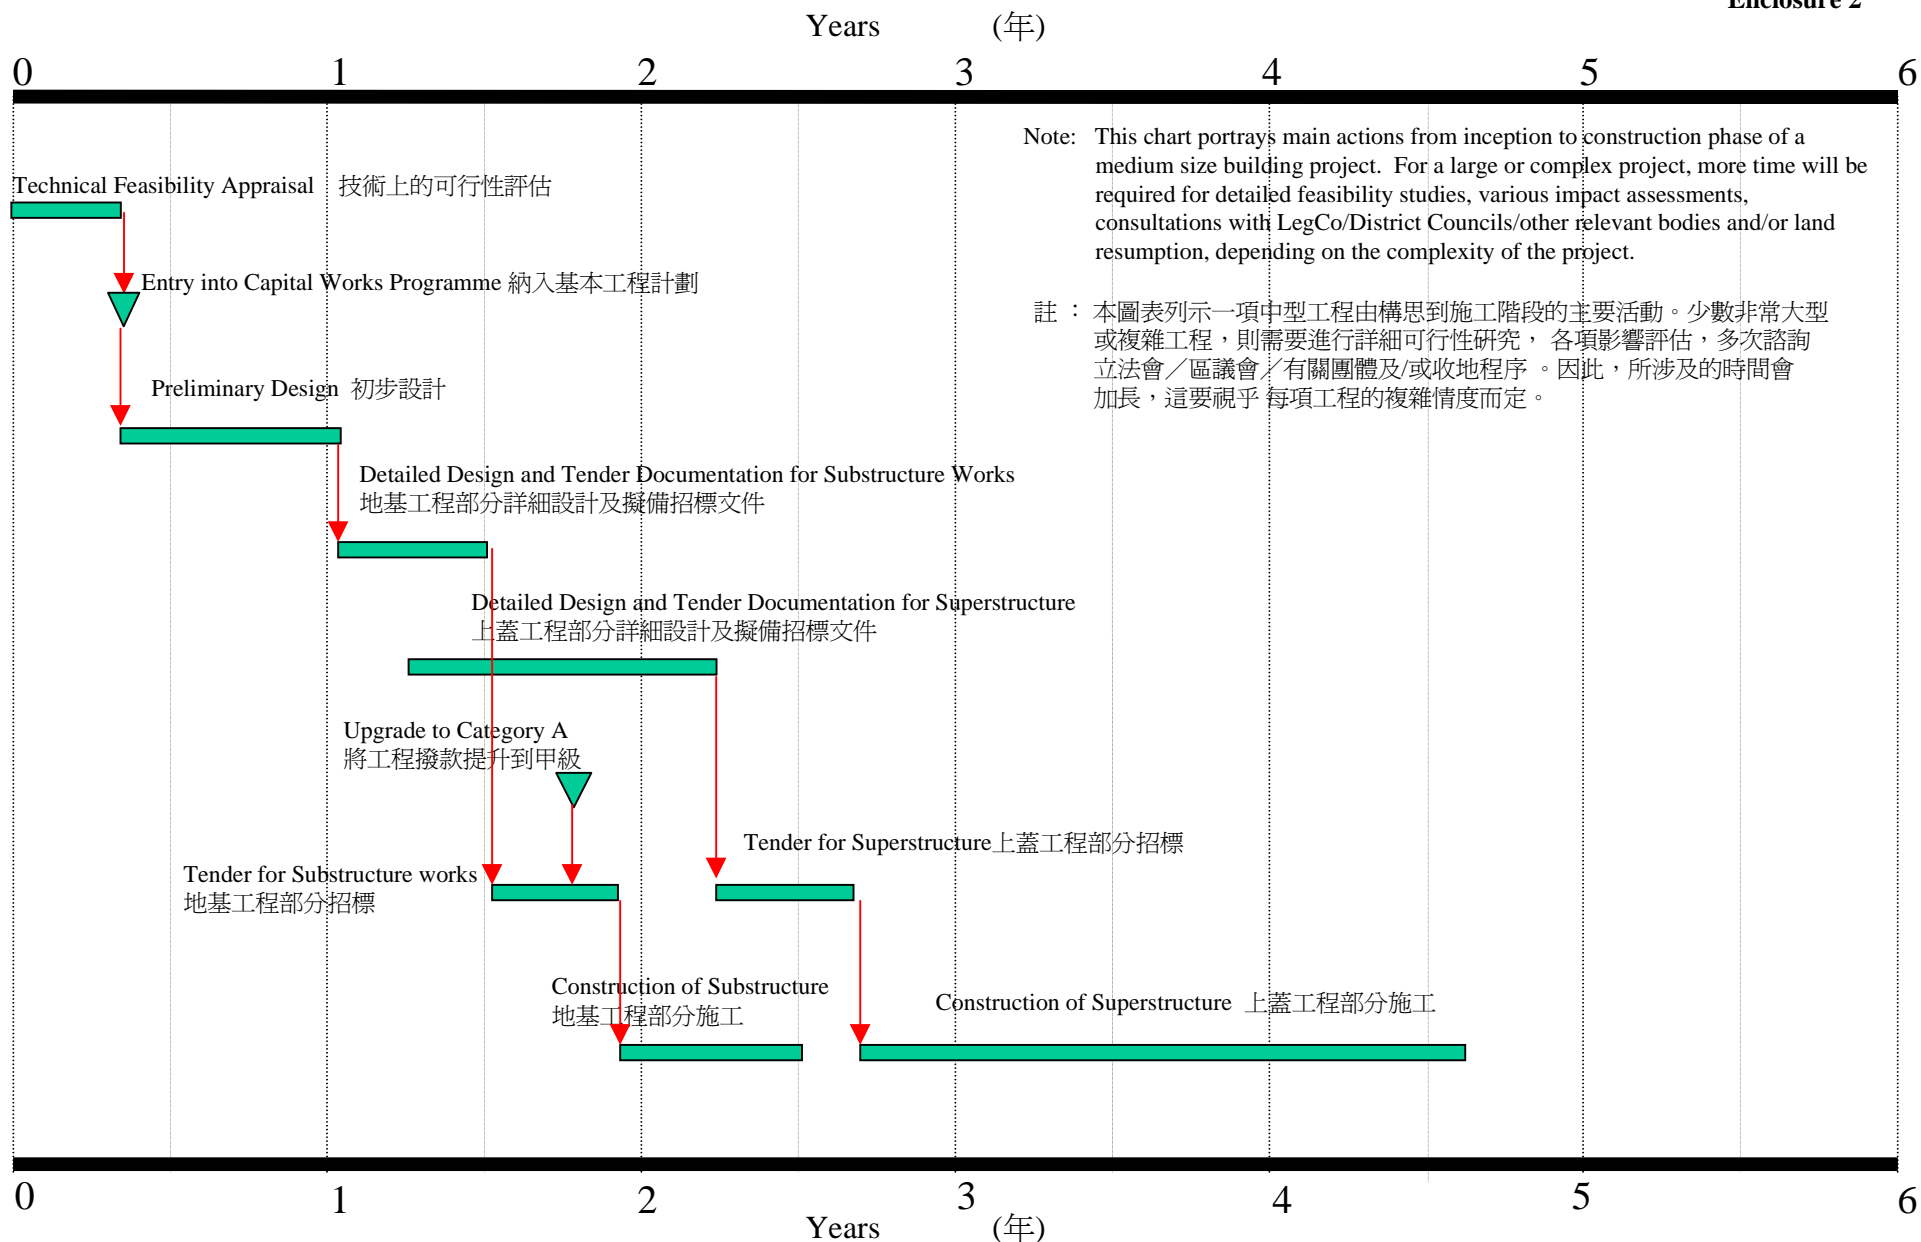 Enclosure 2
Years (年)
0 1 2 3 4 5 6
Note: This chart portrays main actions from inception to construction phase of a
medium size building project. For a large or complex project, more time will be
required for detailed feasibility studies, various impact assessments,
consultations with LegCo/District Councils/other relevant bodies and/or land
resumption, depending on the complexity of the project.
註 : 本圖表列示一項中型工程由構思到施工階段的主要活動。少數非常大型
或複雜工程,則需要進行詳細可行性研究, 各項影響評估,多次諮詢
立法會/區議會/有關團體及/或收地程序 。因此,所涉及的時間會
加長,這要視乎 每項工程的複雜情度而定。
Technical Feasibility Appraisal 技術上的可行性評估
Entry into Capital Works Programme 納入基本工程計劃
Preliminary Design 初步設計
Detailed Design and Tender Documentation for Substructure Works
地基工程部分詳細設計及擬備招標文件
Detailed Design and Tender Documentation for Superstructure
上蓋工程部分詳細設計及擬備招標文件
Upgrade to Category A
將工程撥款提升到甲級
Tender for Superstructure上蓋工程部分招標
Tender for Substructure works
地基工程部分招標
Construction of Substructure
地基工程部分施工
Construction of Superstructure 上蓋工程部分施工
0 1 2 3 4 5 6
Years (年)